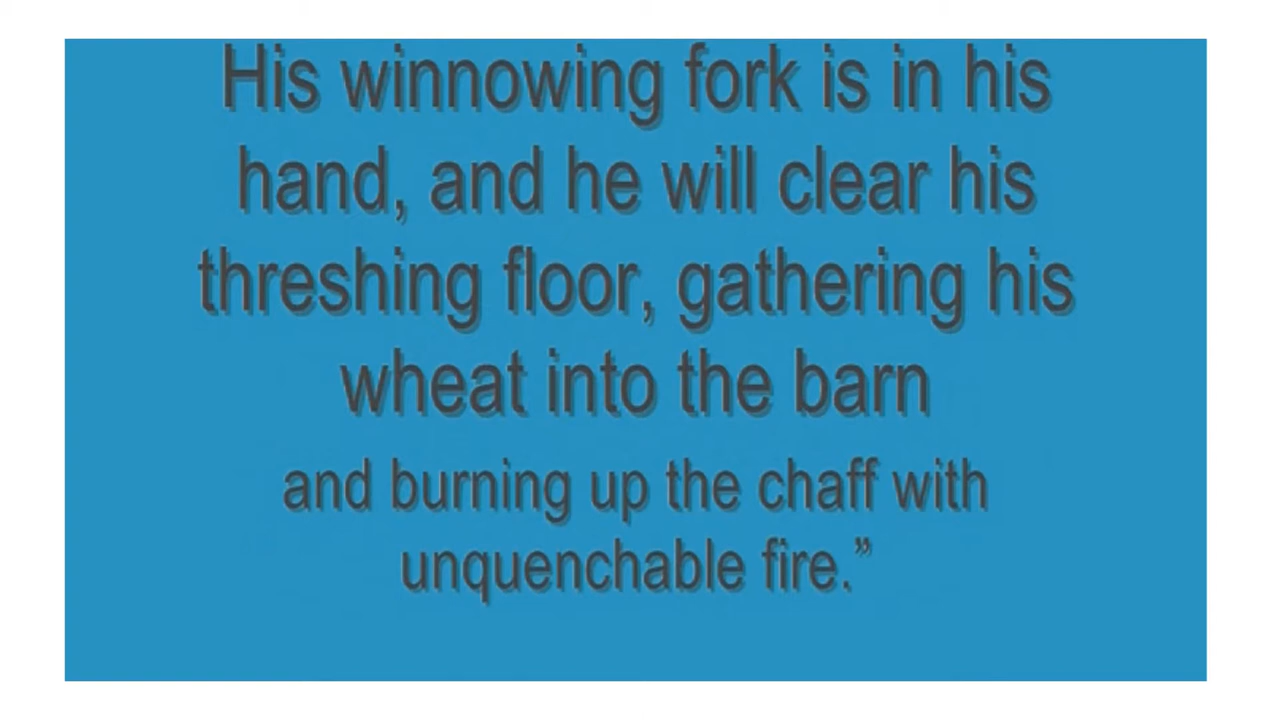 His winnowing fork is in his
hand, and he will clear his
threshing floor, gathering his
wheat into the barn
and burning up the chaff with
unquenchable fire.”